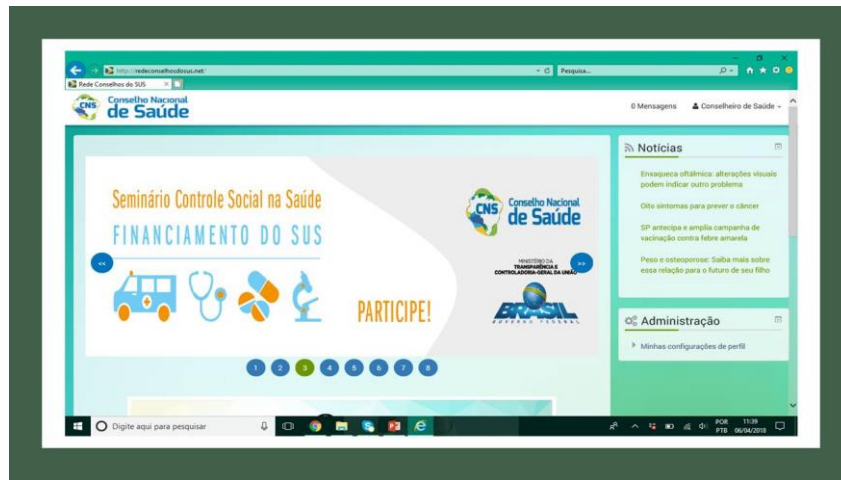 http://redeconselhosdosus.net/
Pesquisa...
Rede Conselhos do SUS
CNS Conselho Nacional
de Saúde
0 Mensagens
Conselheiro de Saúde
Seminário Controle Social na Saúde
FINANCIAMENTO DO SUS
PARTICIPE!
CNS Conselho Nacional
de Saúde
MINISTÉRIO DA
TRANSPARÊNCIA E
CONTROLADORIA-GERAL DA UNIÃO
BRASIL
GOVERNO FEDERAL
<<
>>
1 2 3 4 5 6 7 8
Notícias
Enxaqueca oftálmica: alterações visuais
podem indicar outro problema
Oito sintomas para prever o câncer
SP antecipa e amplia campanha de
vacinação contra febre amarela
Peso e osteoporose: Saiba mais sobre
essa relação para o futuro de seu filho
Administração
Minhas configurações de perfil
Digite aqui para pesquisar
POR
PTB
11:39
06/04/2018